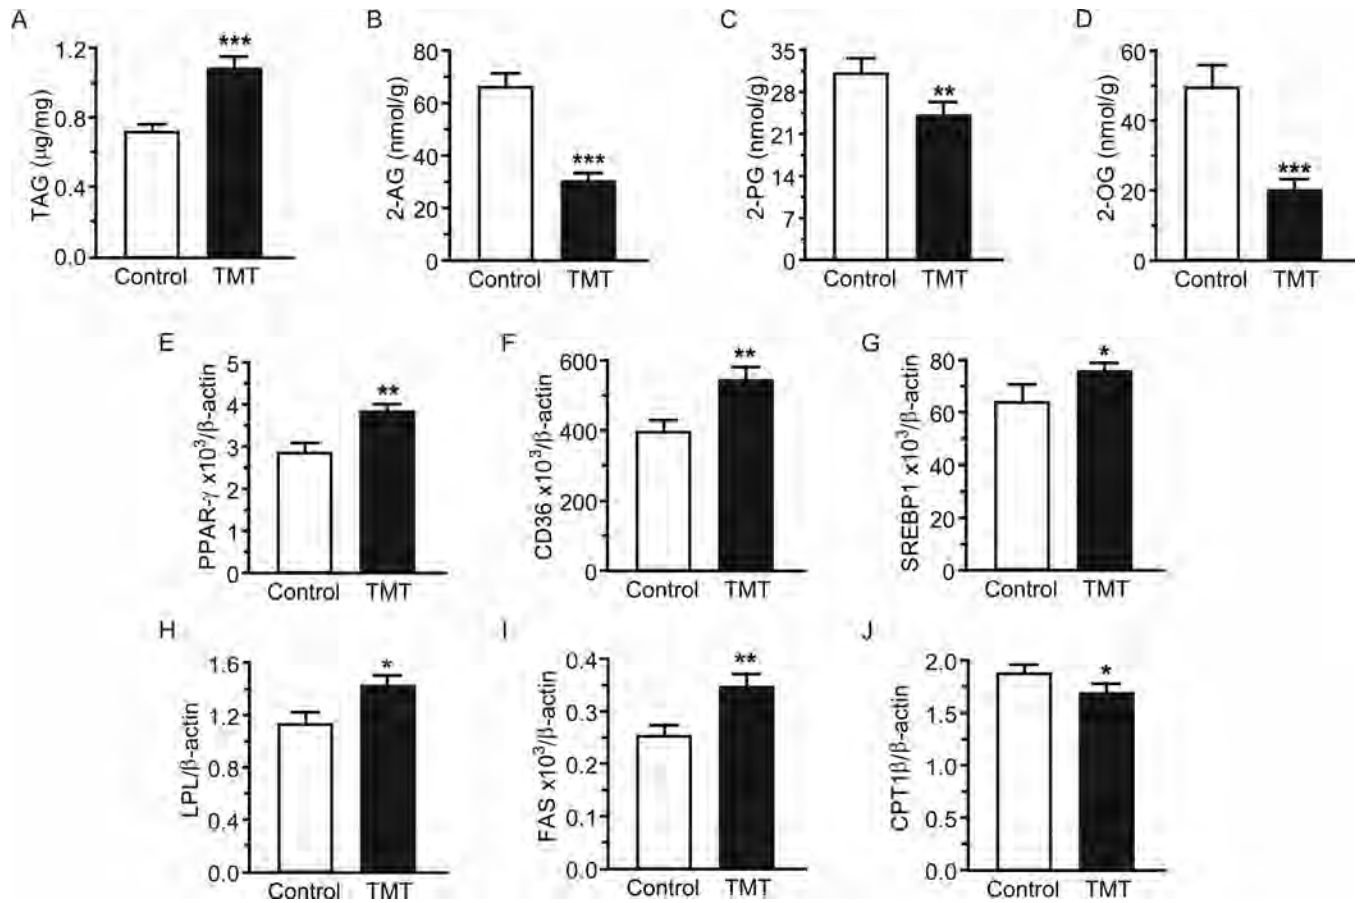 A
TAG (µg/mg)
1.2
0.8
0.4
0.0
***
Control TMT
B
2-AG (nmol/g)
80
60
40
20
0
***
Control TMT
C
2-PG (nmol/g)
35
28
21
14
7
0
**
Control TMT
D
2-OG (nmol/g)
60
40
20
0
***
Control TMT
E
PPAR-γ x10³/β-actin
5
4
3
2
1
0
**
Control TMT
F
CD36 x10³/β-actin
600
400
200
0
**
Control TMT
G
SREBP1 x10³/β-actin
80
60
40
20
0
*
Control TMT
H
LPL/β-actin
1.6
1.2
0.8
0.4
0.0
*
Control TMT
I
FAS x10³/β-actin
0.4
0.3
0.2
0.1
0.0
**
Control TMT
J
CPT1β/β-actin
2.0
1.5
1.0
1.5
0.0
*
Control TMT